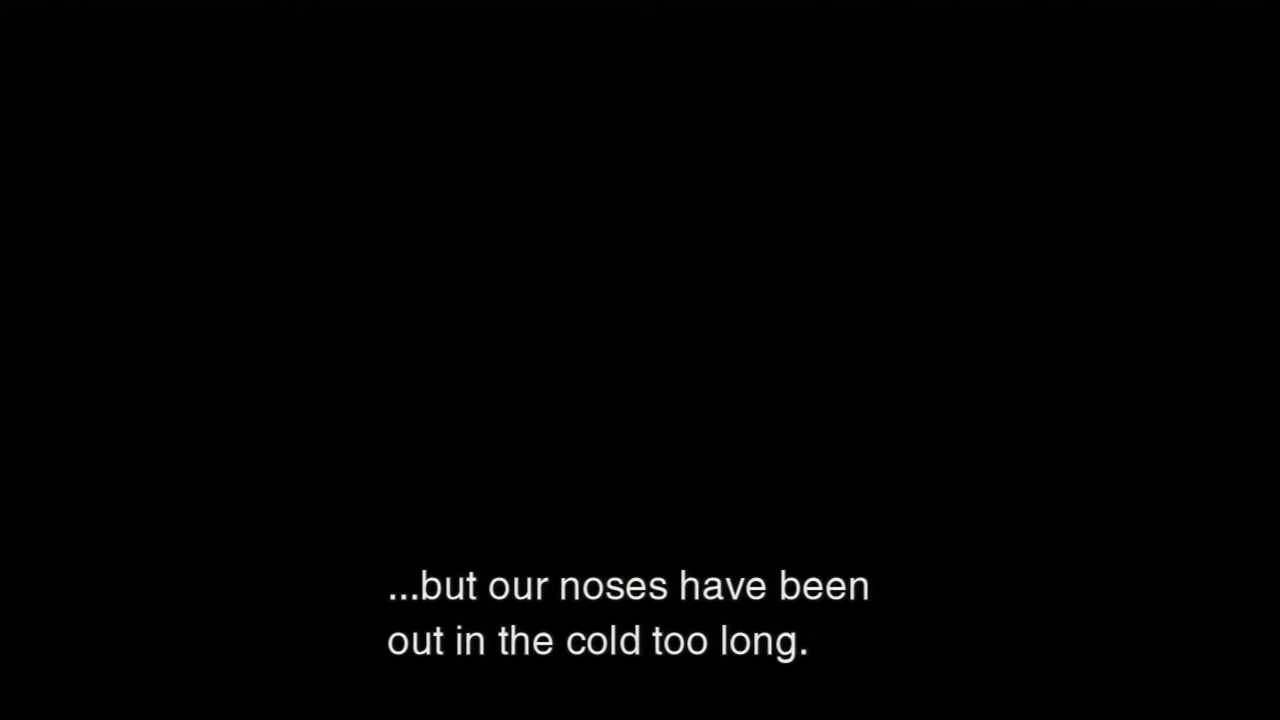 ...but our noses have been
out in the cold too long.